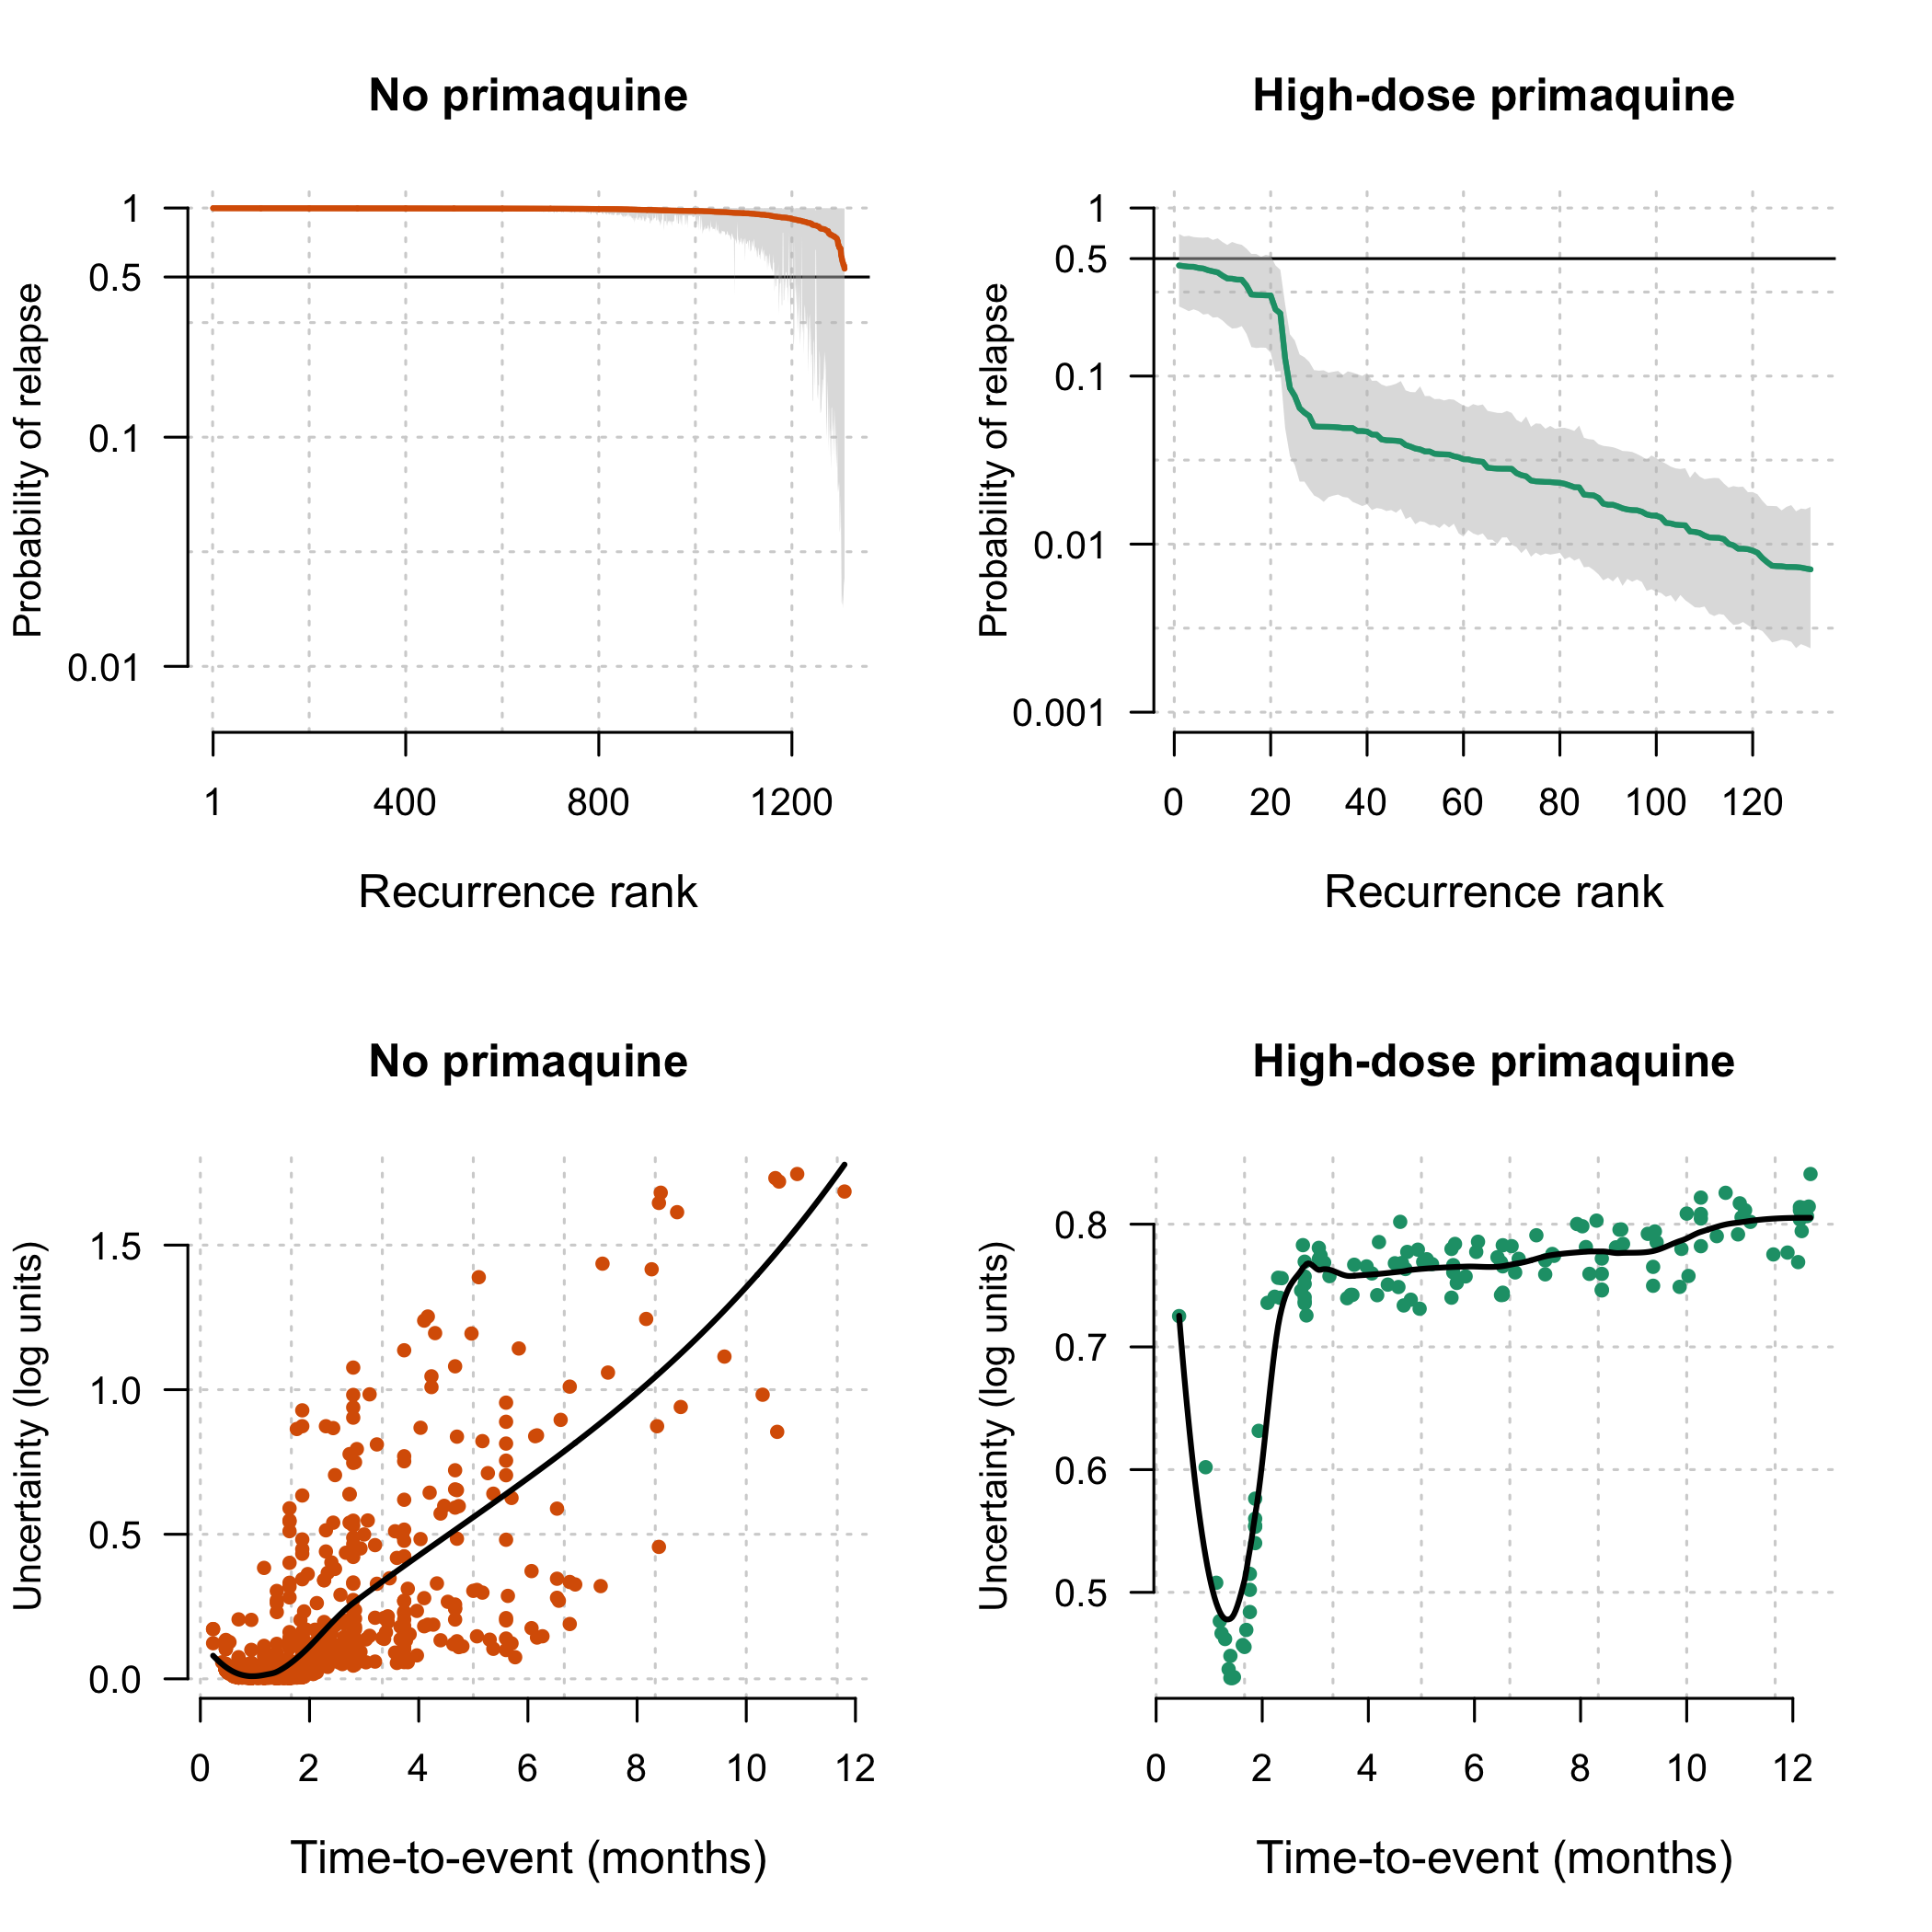 No primaquine
1
0.5
0.1
0.01
Probability of relapse
1 400 800 1200
Recurrence rank
High-dose primaquine
1
0.5
0.1
0.01
0.001
Probability of relapse
0 20 40 60 80 100 120
Recurrence rank
No primaquine
1.5
1.0
0.5
0.0
Uncertainty (log units)
0 2 4 6 8 10 12
Time-to-event (months)
High-dose primaquine
0.8
0.7
0.6
0.5
Uncertainty (log units)
0 2 4 6 8 10 12
Time-to-event (months)